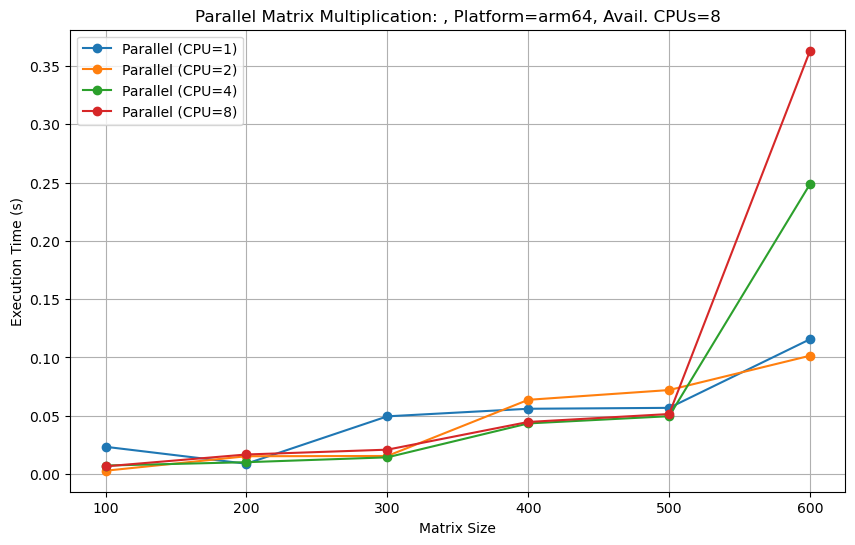 Parallel Matrix Multiplication: , Platform=arm64, Avail. CPUs=8
Parallel (CPU=1)
Parallel (CPU=2)
Parallel (CPU=4)
Parallel (CPU=8)
Execution Time (s)
0.35
0.30
0.25
0.20
0.15
0.10
0.05
0.00
100 200 300 400 500 600
Matrix Size